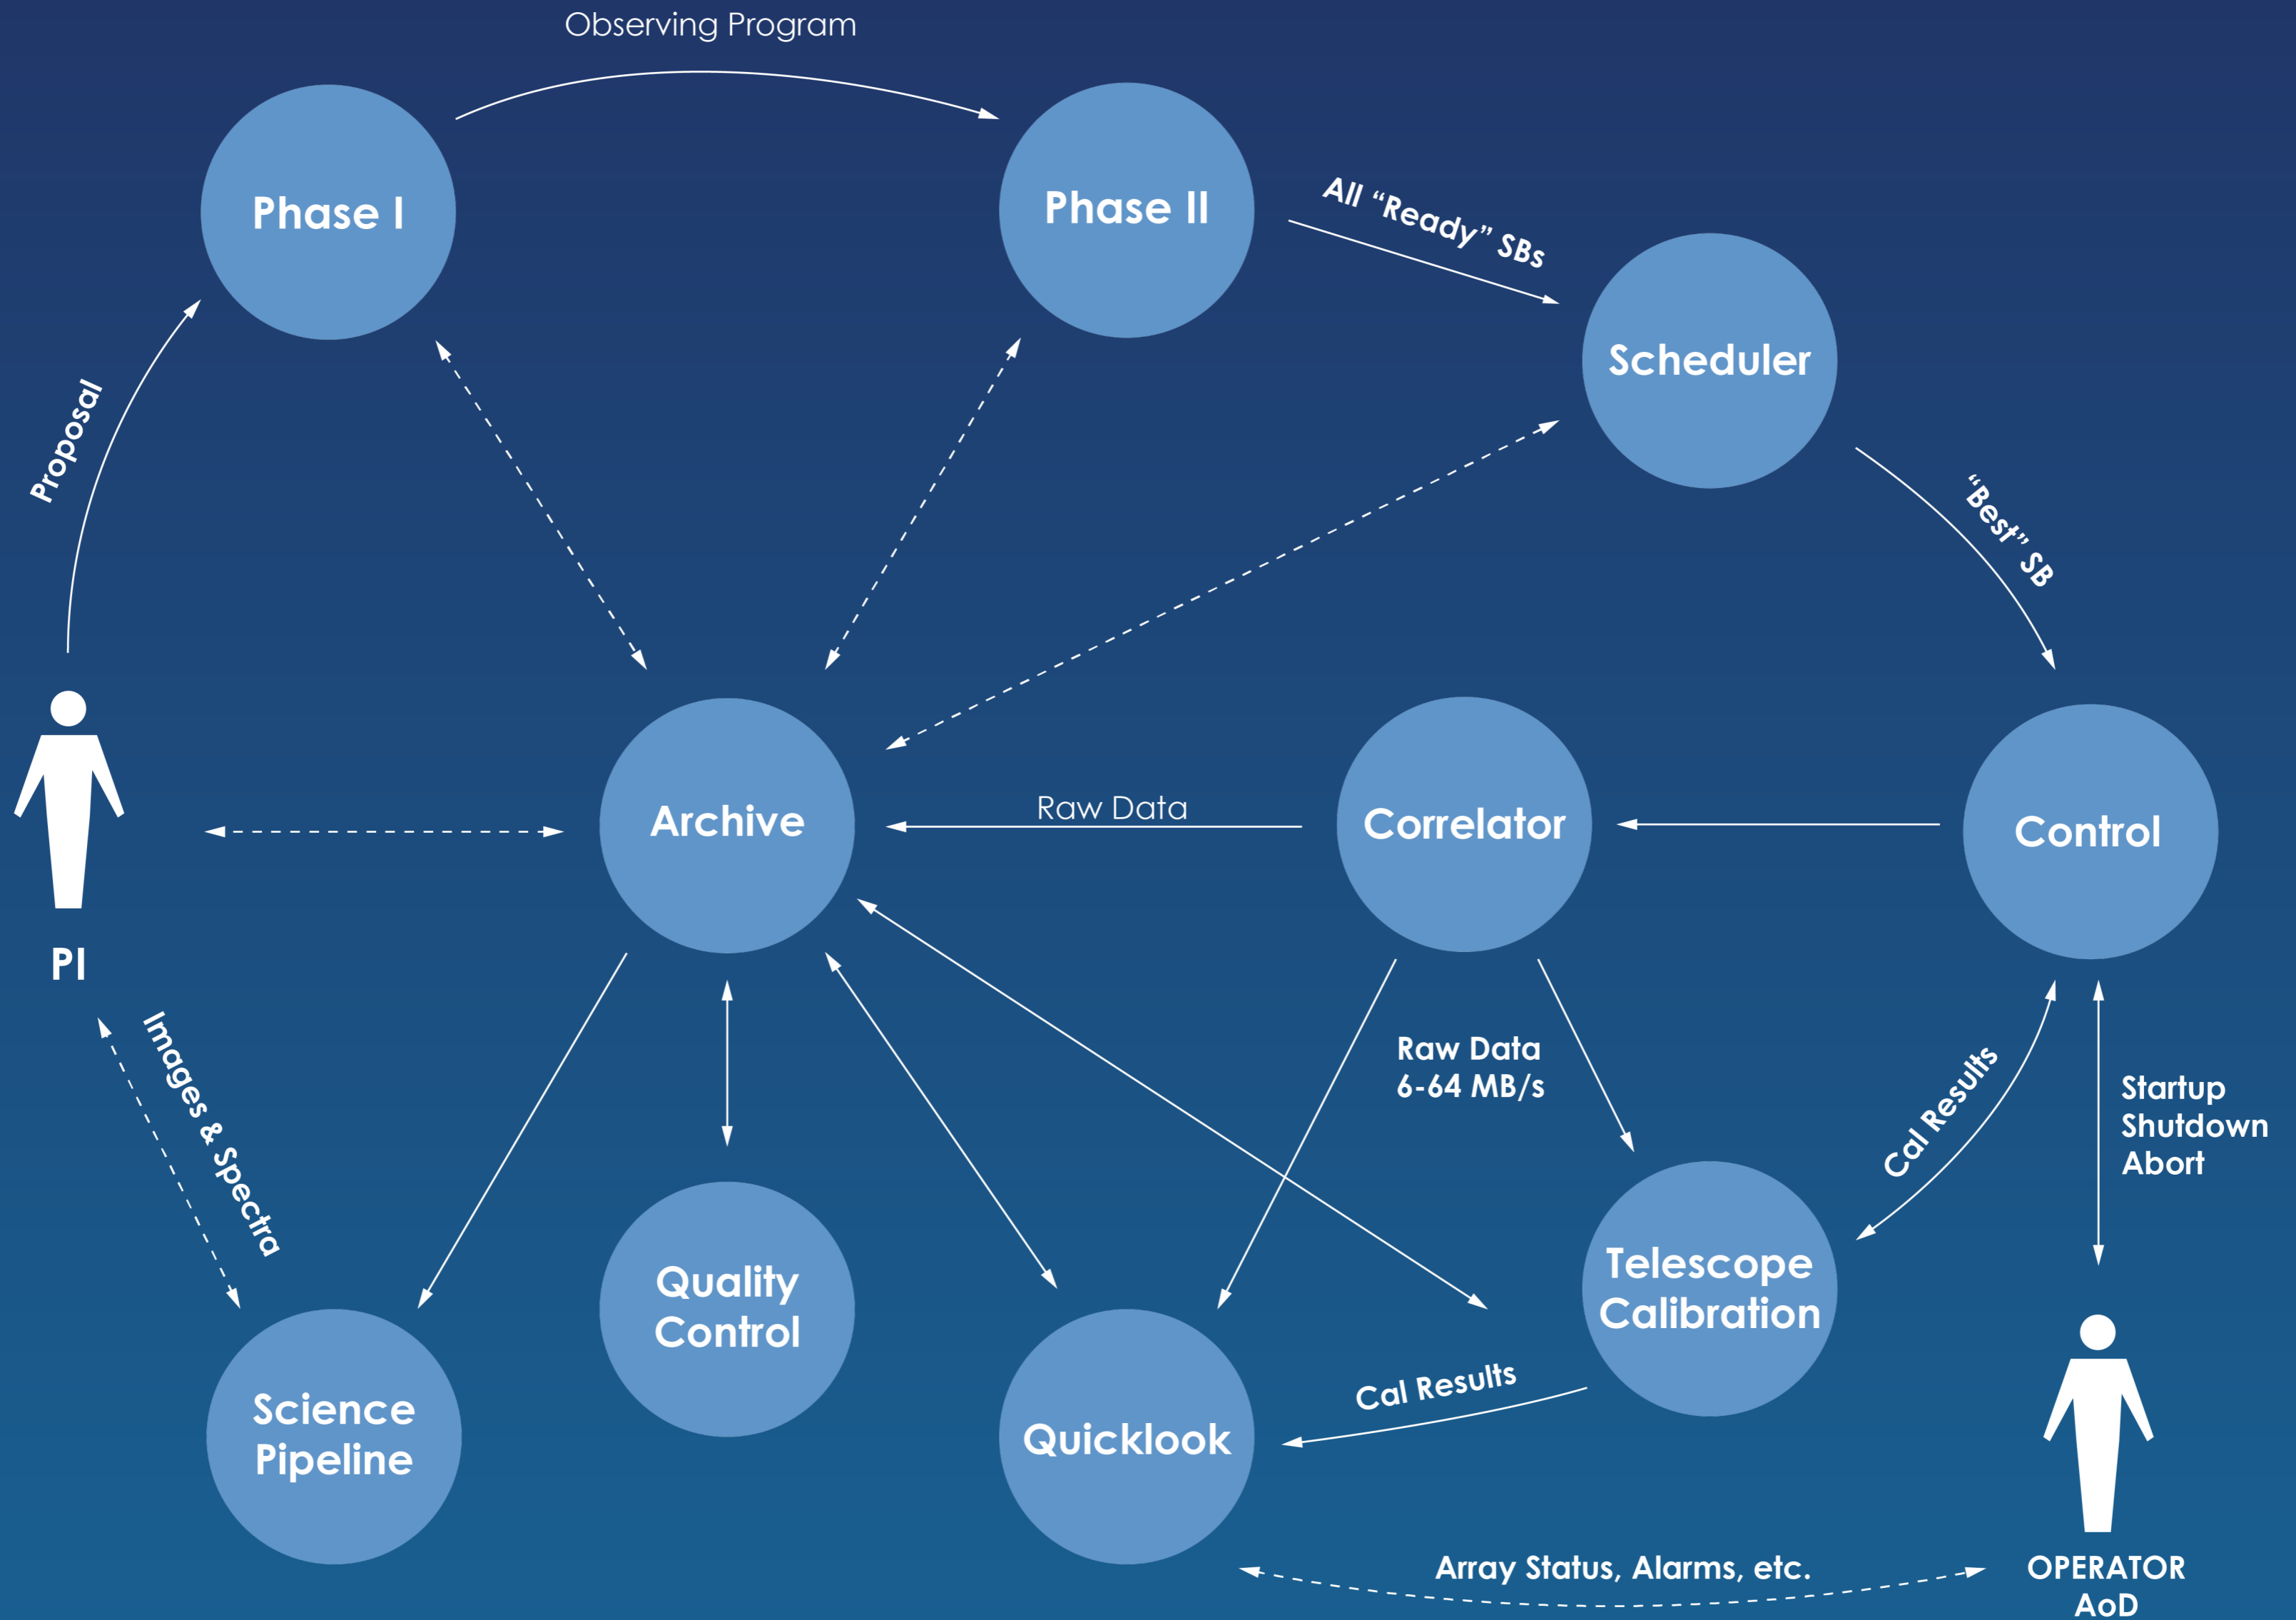 Observing Program
Phase I
Phase II
All “Ready” SBs
Scheduler
Proposal
“Best” SB
Archive
Raw Data
Correlator
Control
PI
Images & Spectra
Raw Data
6-64 MB/s
Cal Results
Startup
Shutdown
Abort
Quality
Control
Telescope
Calibration
Science
Pipeline
Quicklook
Cal Results
Array Status, Alarms, etc.
OPERATOR
AoD